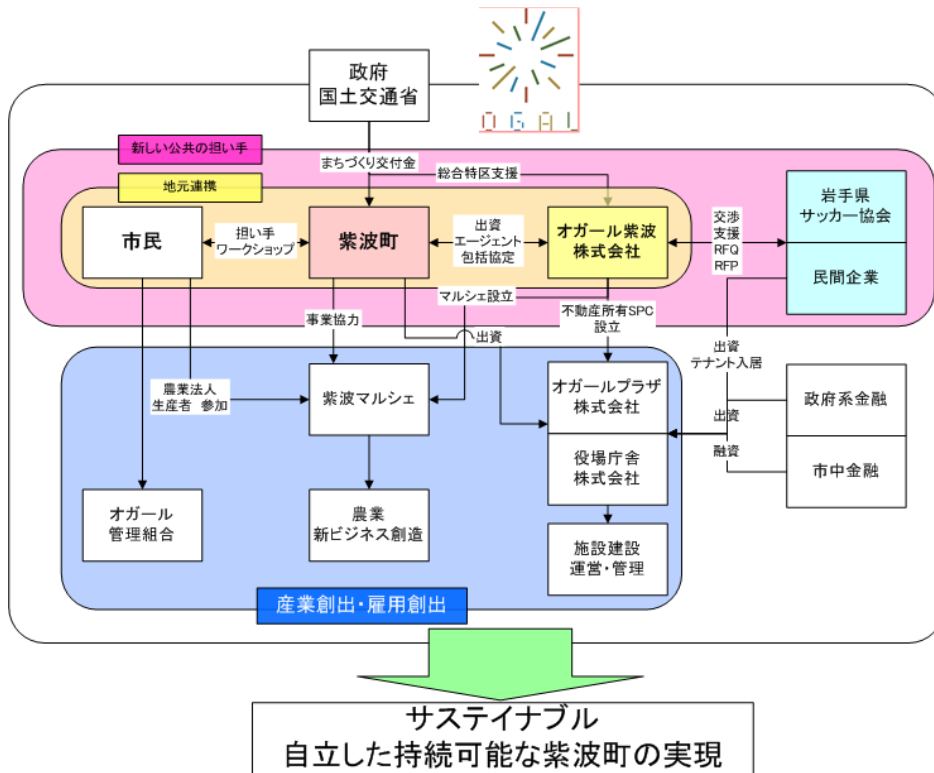 政府
国土交通省
OGAL
新しい公共の担い手
まちづくり交付金
総合特区支援
地元連携
市民
担い手
ワークショップ
紫波町
出資
エージェント
包括協定
オガール紫波
株式会社
交渉
支援
RFQ
RFP
岩手県
サッカー協会
民間企業
マルシェ設立
事業協力
出資
不動産所有SPC
設立
出資
テナント入居
農業法人
生産者 参加
紫波マルシェ
オガールプラザ
株式会社
政府系金融
出資
融資
役場庁舎
株式会社
市中金融
オガール
管理組合
農業
新ビジネス創造
施設建設
運営・管理
産業創出・雇用創出
サステイナブル
自立した持続可能な紫波町の実現